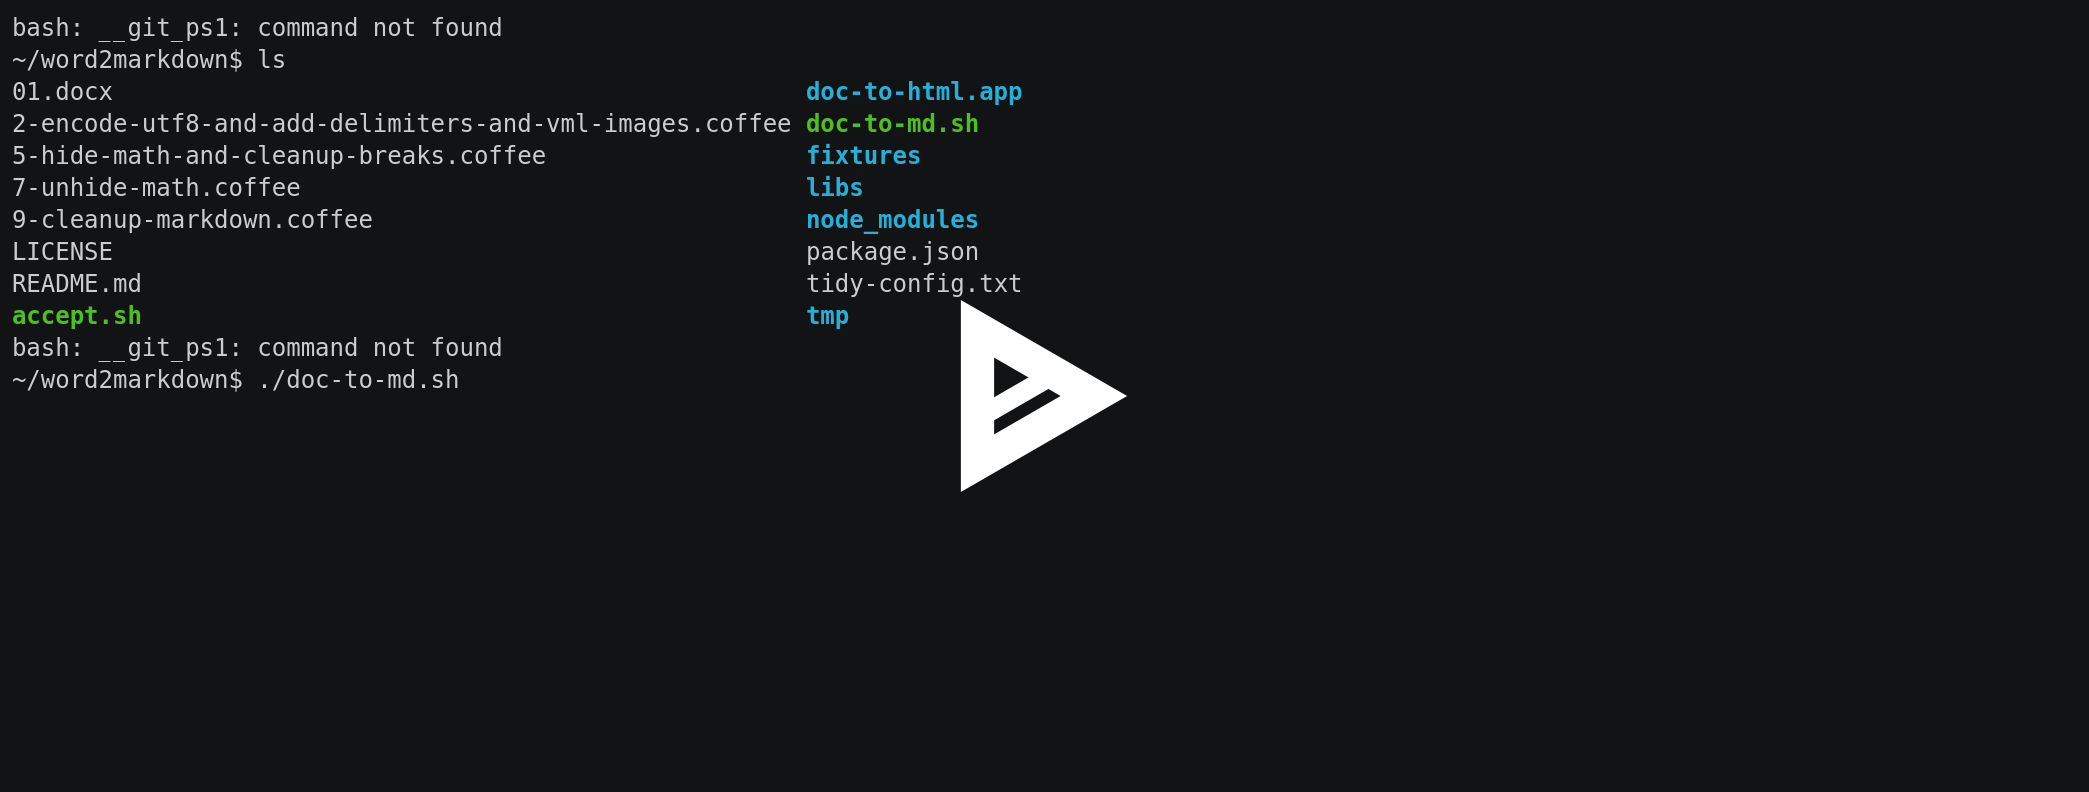 bash: __git_ps1: command not found
~/word2markdown$ ls
01.docx doc-to-html.app
2-encode-utf8-and-add-delimiters-and-vml-images.coffee doc-to-md.sh
5-hide-math-and-cleanup-breaks.coffee fixtures
7-unhide-math.coffee libs
9-cleanup-markdown.coffee node_modules
LICENSE package.json
README.md tidy-config.txt
accept.sh tmp
bash: __git_ps1: command not found
~/word2markdown$ ./doc-to-md.sh